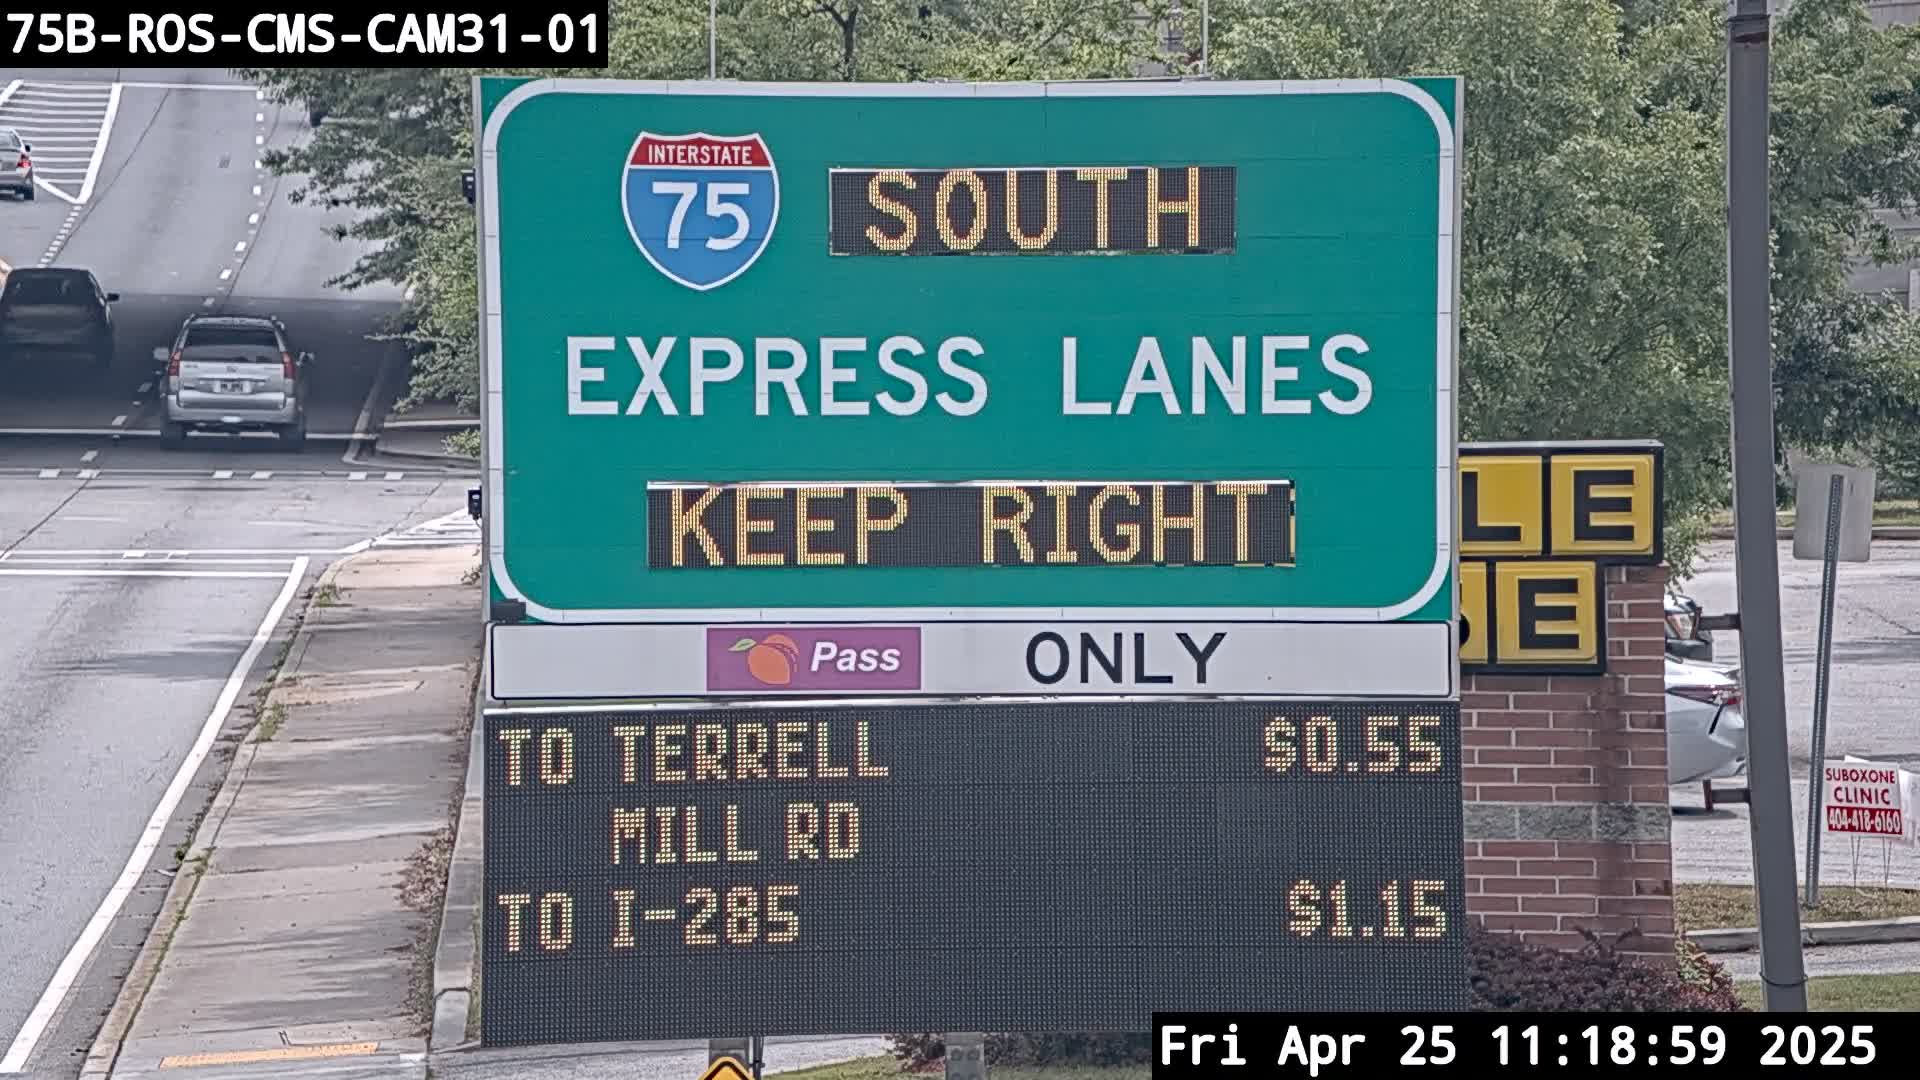 75B-ROS-CMS-CAM31-01
INTERSTATE
75
SOUTH
EXPRESS LANES
KEEP RIGHT
Pass ONLY
TO TERRELL $0.55
MILL RD
TO I-285 $1.15
LE
E
SUBOXONE
CLINIC
404-418-6160
Fri Apr 25 11:18:59 2025